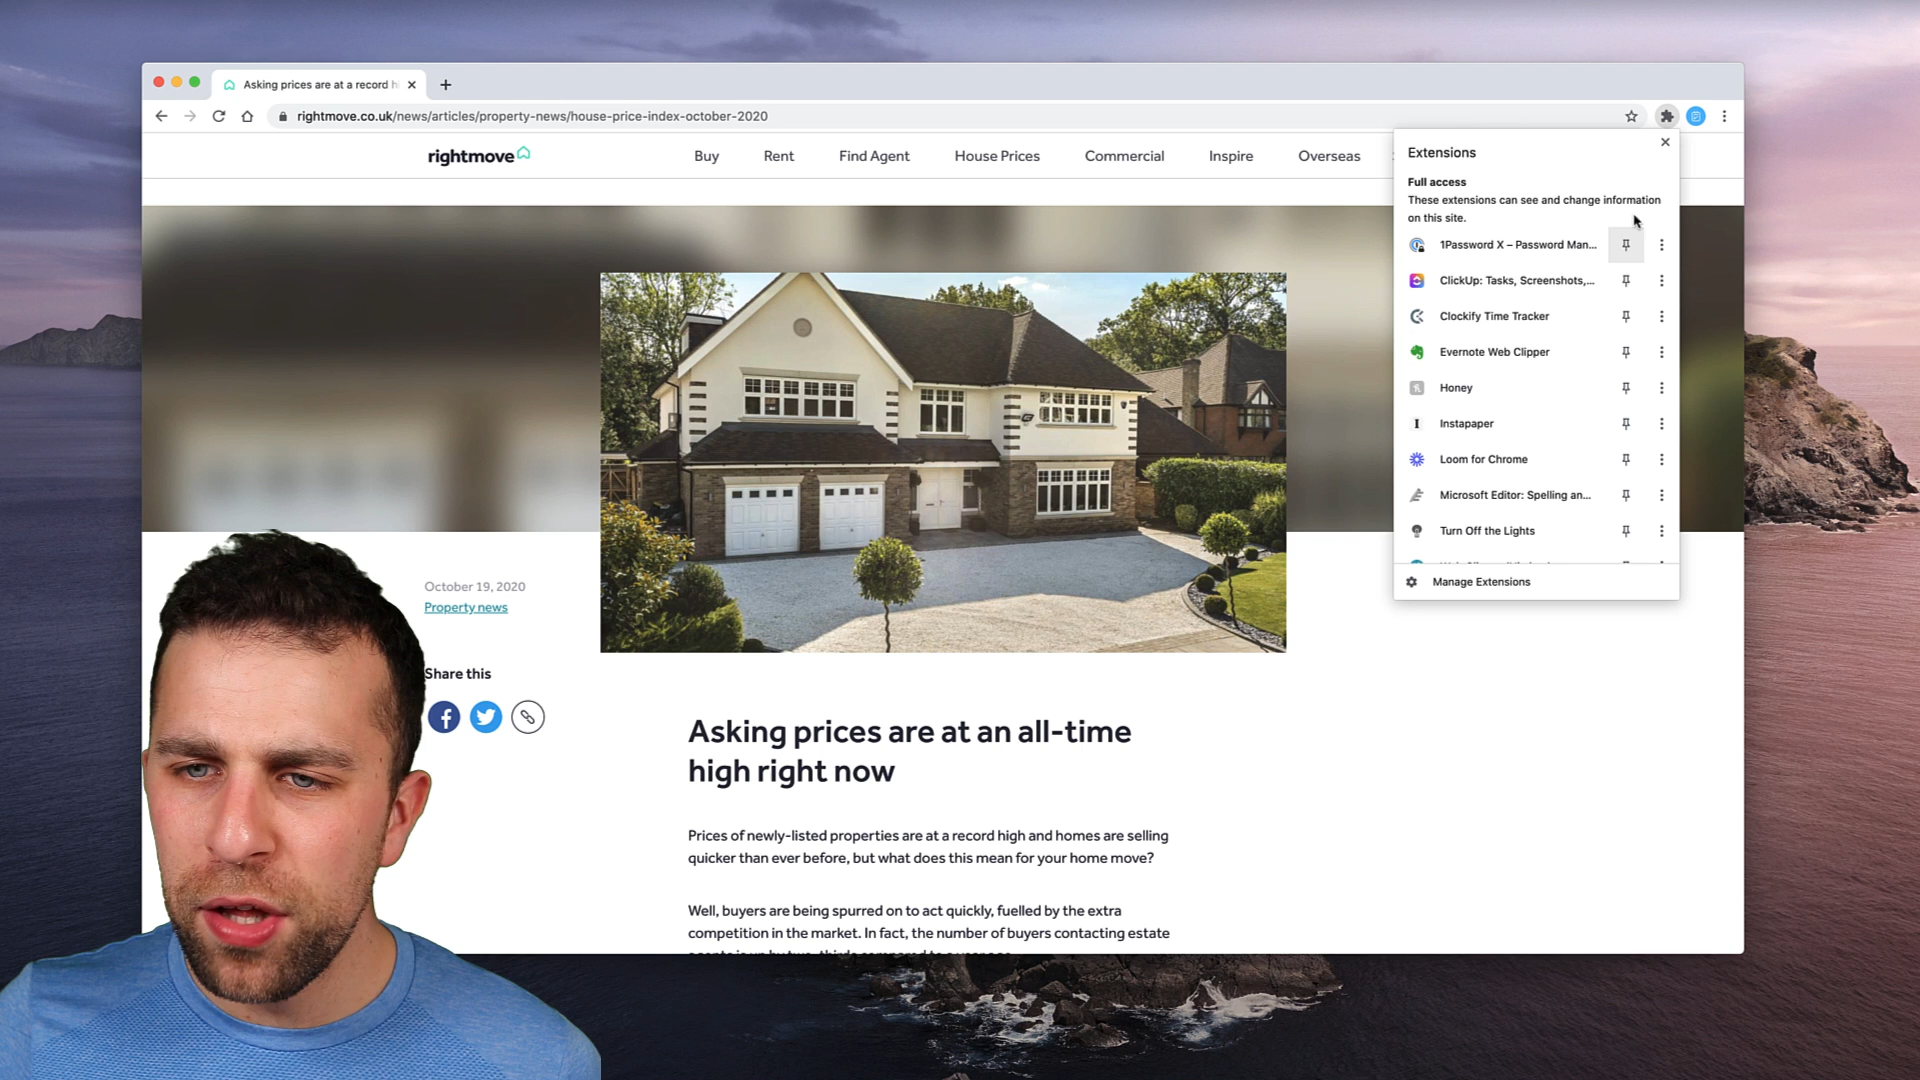 Asking prices are at a record h
rightmove.co.uk/news/articles/property-news/house-price-index-october-2020
rightmove
Buy
Rent
Find Agent
House Prices
Commercial
Inspire
Overseas
Extensions
Full access
These extensions can see and change information
on this site.
1Password X – Password Man...
ClickUp: Tasks, Screenshots,...
Clockify Time Tracker
Evernote Web Clipper
Honey
Instapaper
Loom for Chrome
Microsoft Editor: Spelling an...
Turn Off the Lights
Manage Extensions
October 19, 2020
Property news
Share this
Asking prices are at an all-time
high right now
Prices of newly-listed properties are at a record high and homes are selling
quicker than ever before, but what does this mean for your home move?
Well, buyers are being spurred on to act quickly, fuelled by the extra
competition in the market. In fact, the number of buyers contacting estate